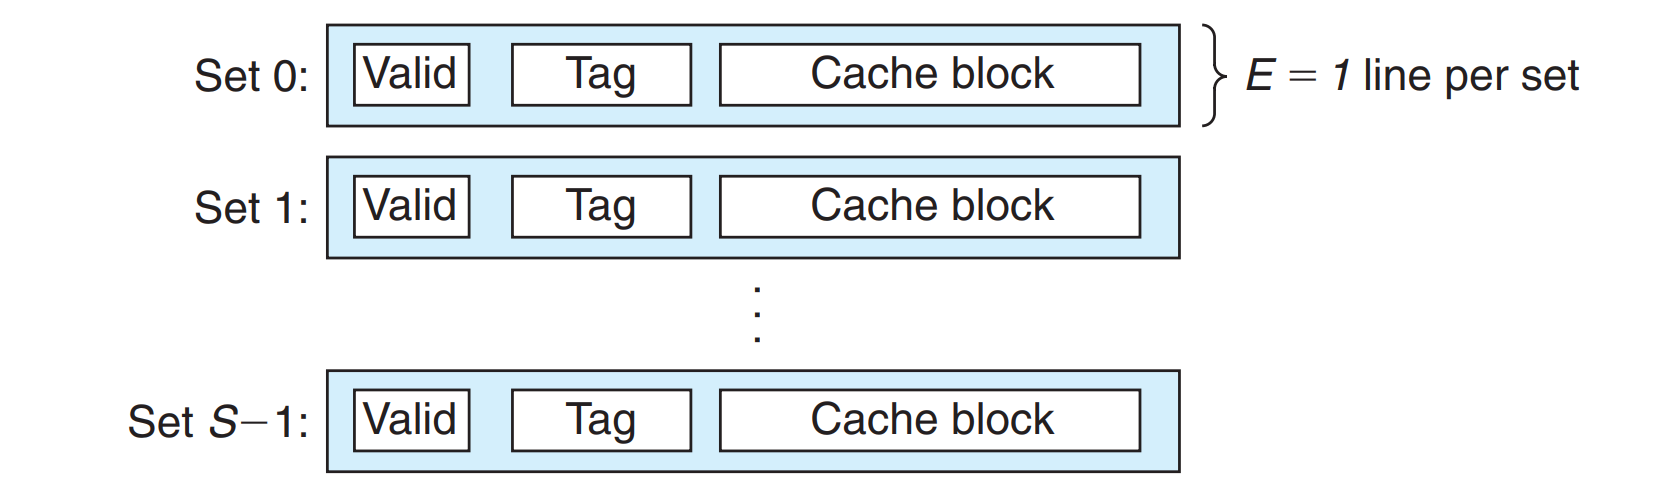 Set 0: Valid Tag Cache block E = 1 line per set
Set 1: Valid Tag Cache block
Set S−1: Valid Tag Cache block